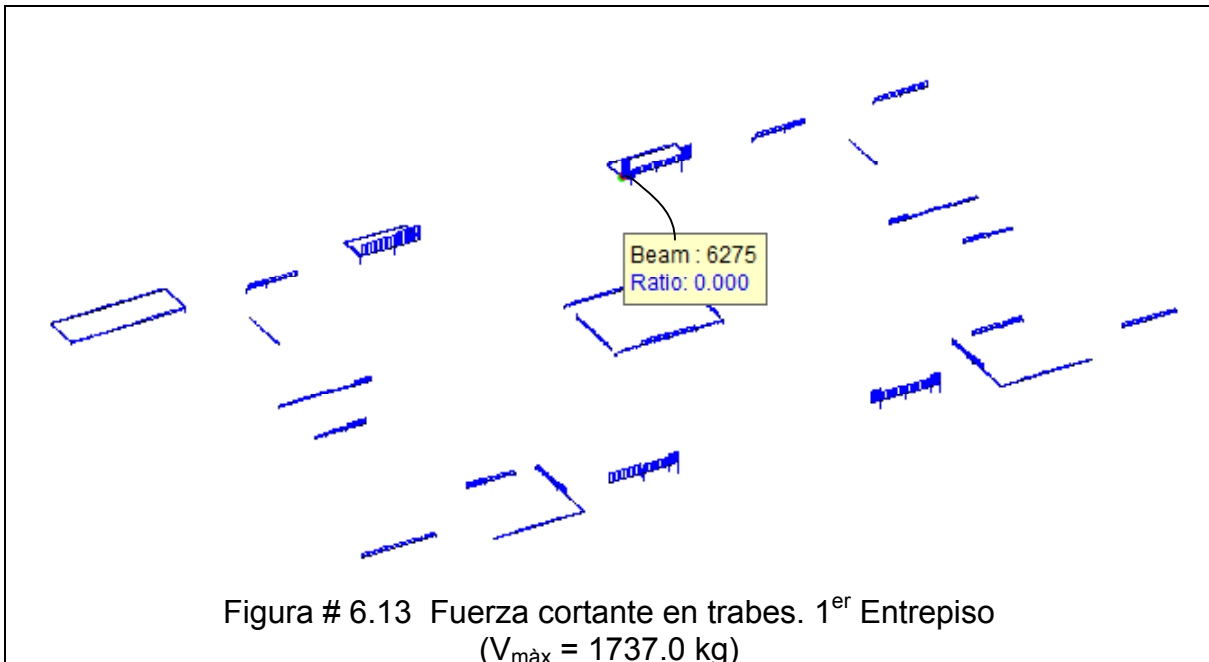 Beam : 6275
Ratio: 0.000
Figura # 6.13 Fuerza cortante en trabes. 1er Entrepiso
(Vmàx = 1737.0 kg)